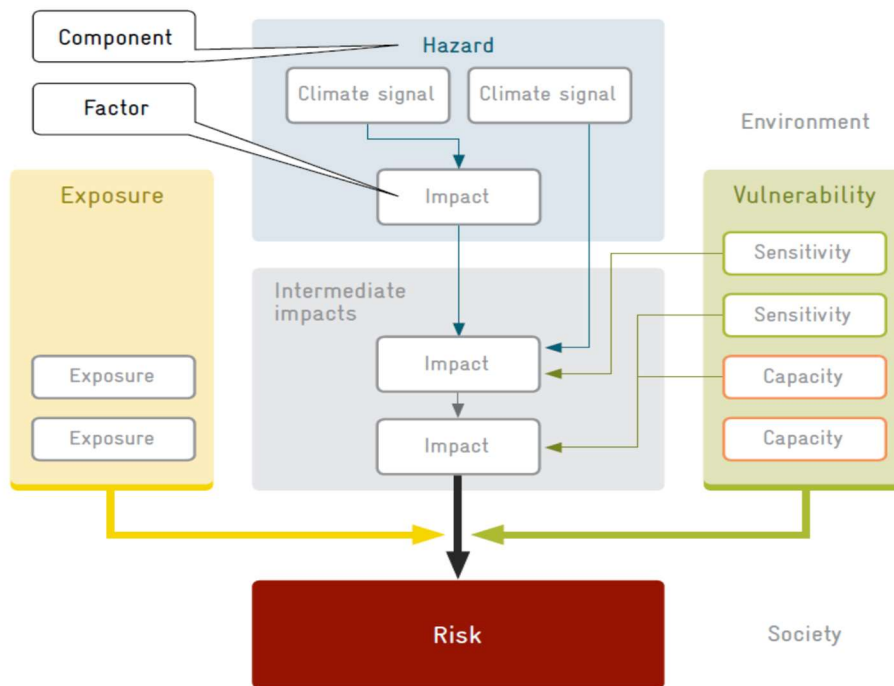 Component
Hazard
Climate signal
Climate signal
Factor
Environment
Impact
Exposure
Vulnerability
Sensitivity
Intermediate
impacts
Sensitivity
Impact
Exposure
Capacity
Exposure
Impact
Capacity
Risk
Society